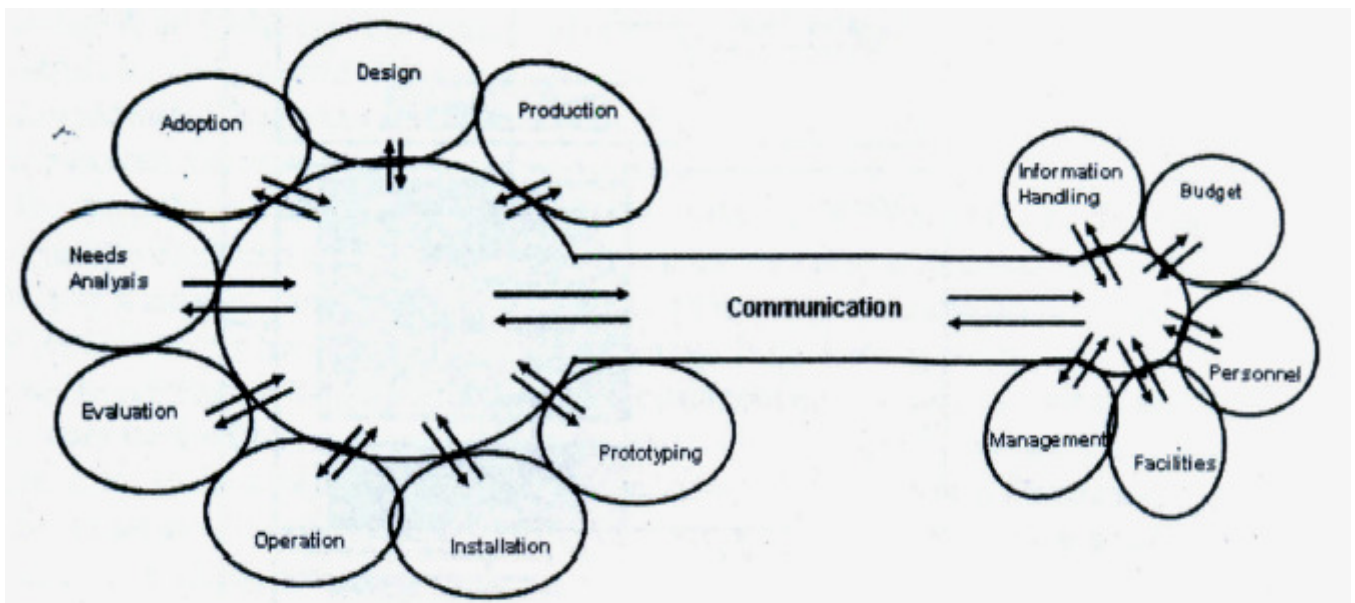 Design
Production
Adoption
Needs
Analysis
Evaluation
Operation
Installation
Prototyping
Communication
Information
Handling
Budget
Personnel
Management
Facilities